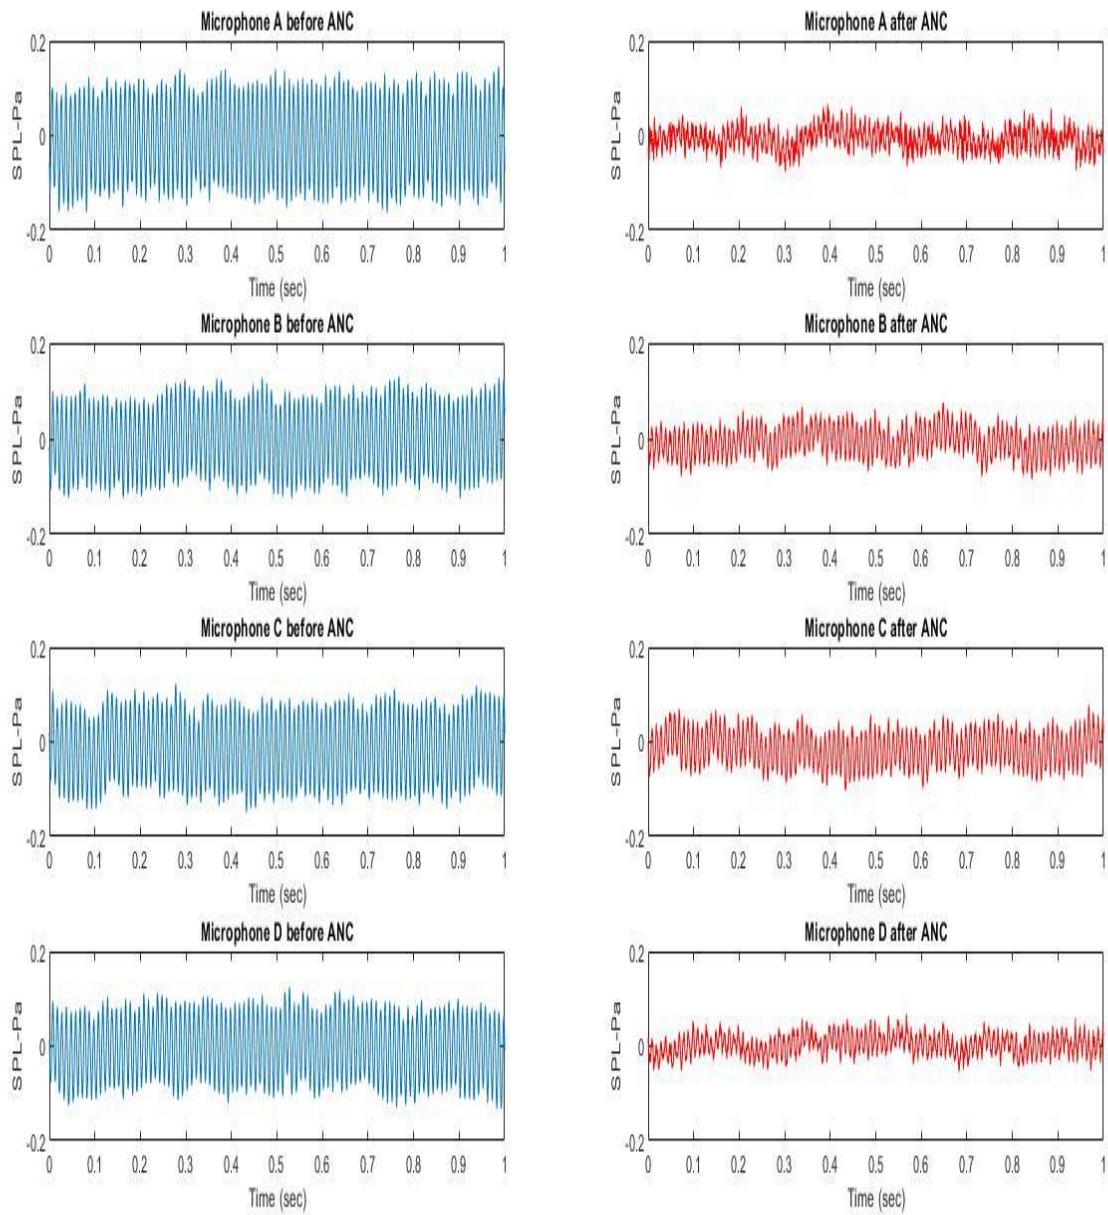 Microphone A before ANC
0.2
0
-0.2
SPL-Pa
0 0.1 0.2 0.3 0.4 0.5 0.6 0.7 0.8 0.9 1
Time (sec)
Microphone A after ANC
0.2
0
-0.2
SPL-Pa
0 0.1 0.2 0.3 0.4 0.5 0.6 0.7 0.8 0.9 1
Time (sec)
Microphone B before ANC
0.2
0
-0.2
SPL-Pa
0 0.1 0.2 0.3 0.4 0.5 0.6 0.7 0.8 0.9 1
Time (sec)
Microphone B after ANC
0.2
0
-0.2
SPL-Pa
0 0.1 0.2 0.3 0.4 0.5 0.6 0.7 0.8 0.9 1
Time (sec)
Microphone C before ANC
0.2
0
-0.2
SPL-Pa
0 0.1 0.2 0.3 0.4 0.5 0.6 0.7 0.8 0.9 1
Time (sec)
Microphone C after ANC
0.2
0
-0.2
SPL-Pa
0 0.1 0.2 0.3 0.4 0.5 0.6 0.7 0.8 0.9 1
Time (sec)
Microphone D before ANC
0.2
0
-0.2
SPL-Pa
0 0.1 0.2 0.3 0.4 0.5 0.6 0.7 0.8 0.9 1
Time (sec)
Microphone D after ANC
0.2
0
-0.2
SPL-Pa
0 0.1 0.2 0.3 0.4 0.5 0.6 0.7 0.8 0.9 1
Time (sec)